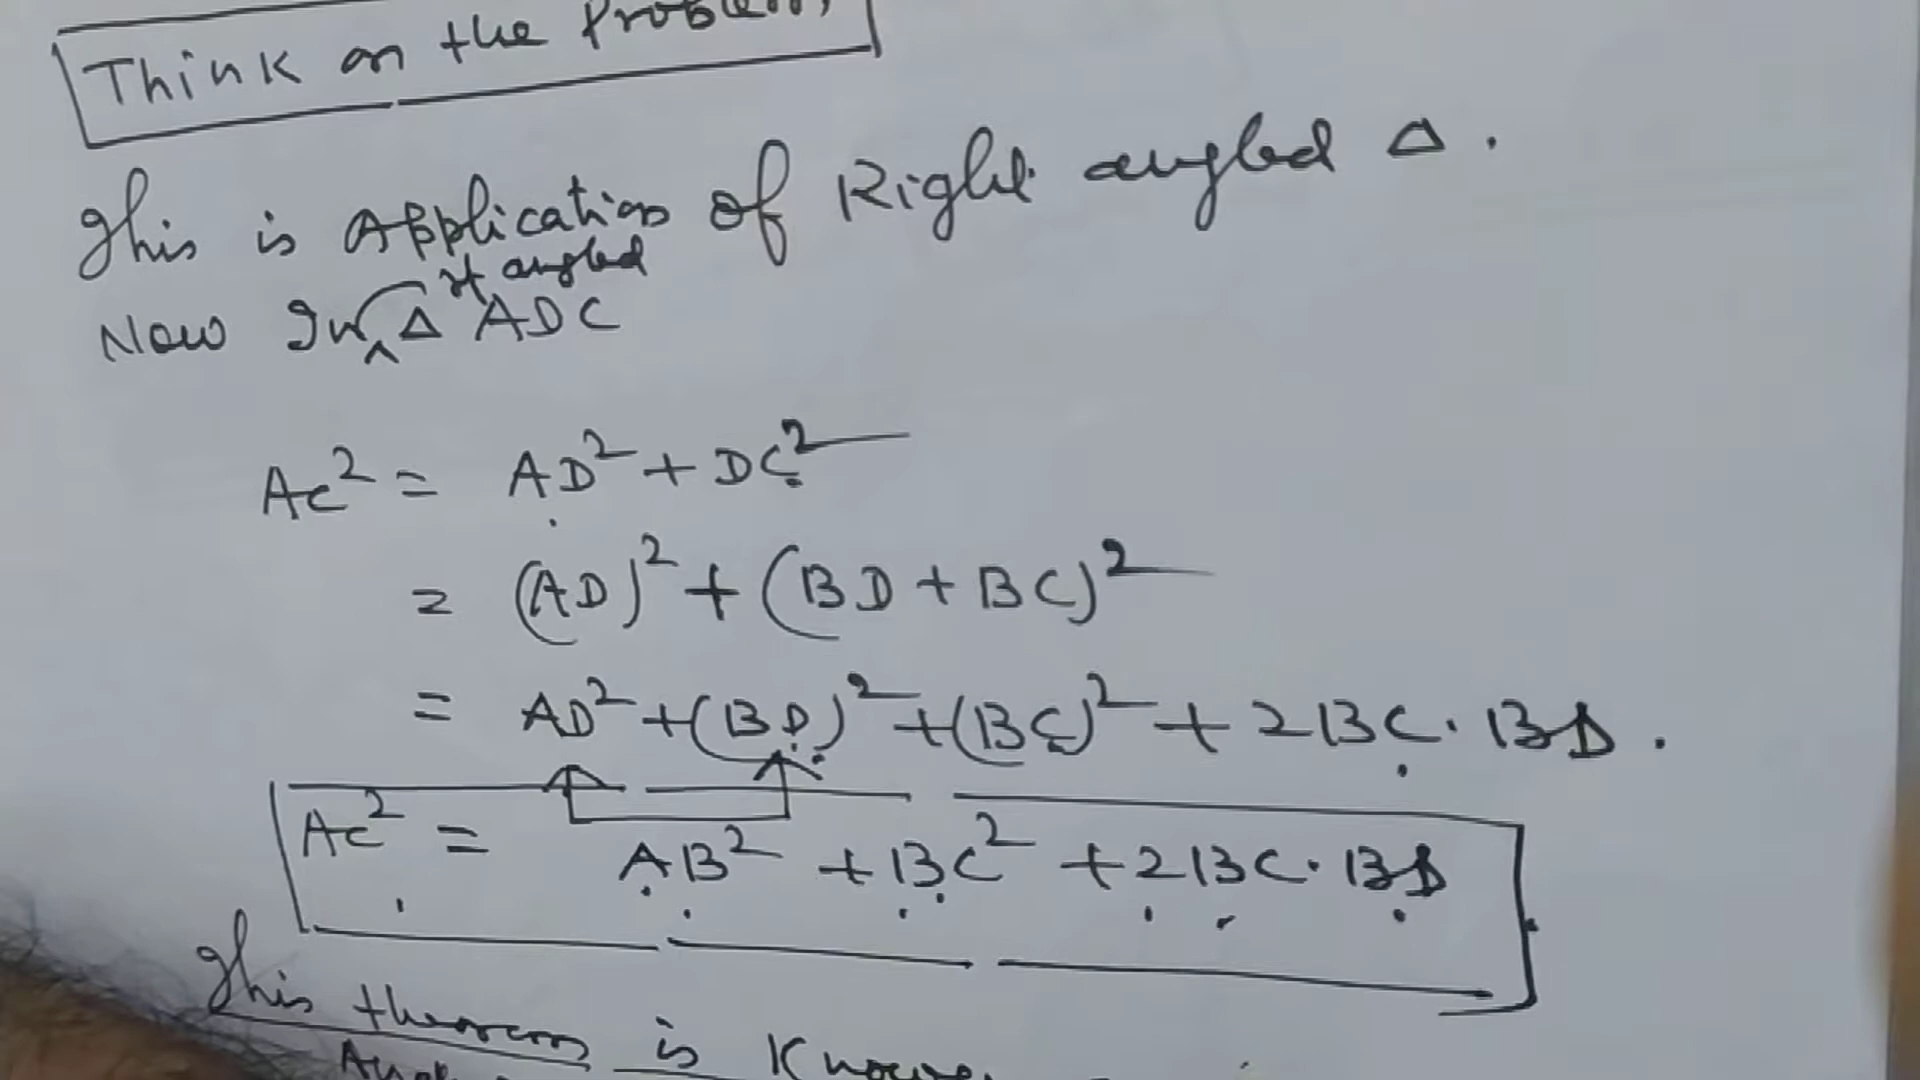 Think on the Problem,
This is Application of Right angled Δ.
rt angled
Now In ^ Δ ADC
AC² = AD² + DC²
= (AD)² + (BD + BC)²
= AD² + (BD)² + (BC)² + 2BC · BD.
AC² = AB² + BC² + 2BC · BD
This theorem is known